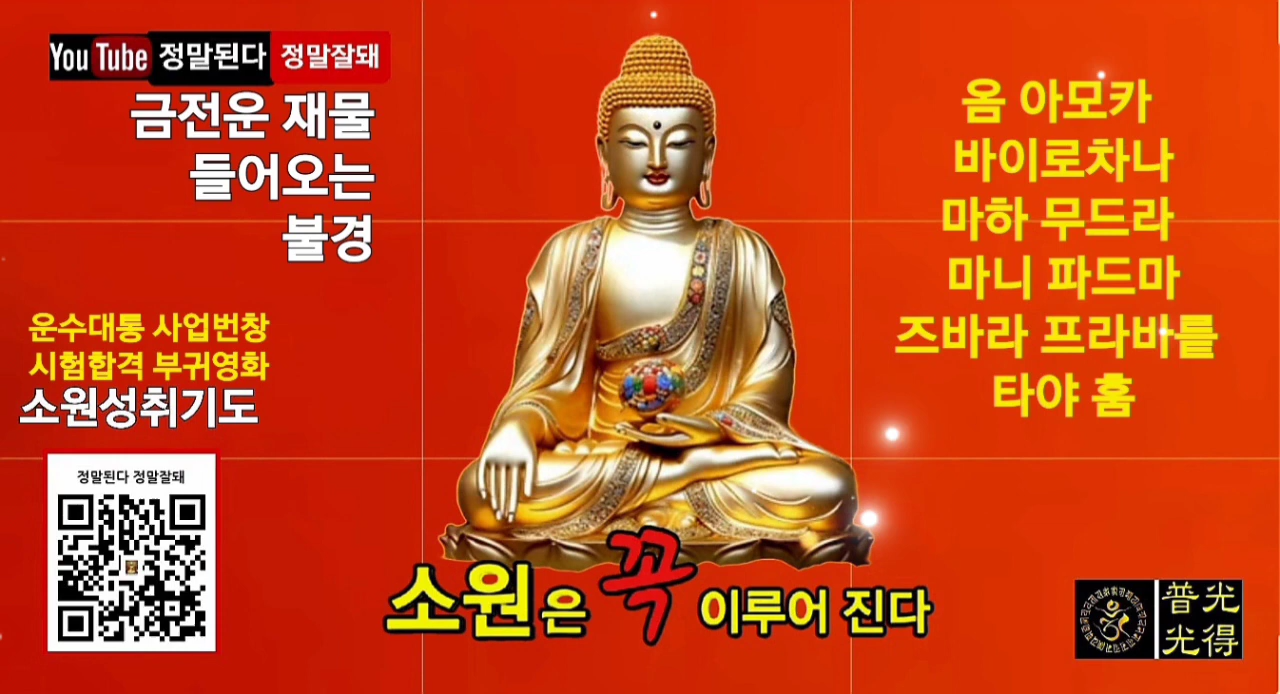 YouTube 정말된다 정말잘돼
금전운 재물
들어오는
불경
운수대통 사업번창
시험합격 부귀영화
소원성취기도
정말된다 정말잘돼
옴 아모카
바이로차나
마하 무드라
마니 파드마
즈바라 프라바릍
타야 훔
소원은 꼭 이루어 진다
普光
光得